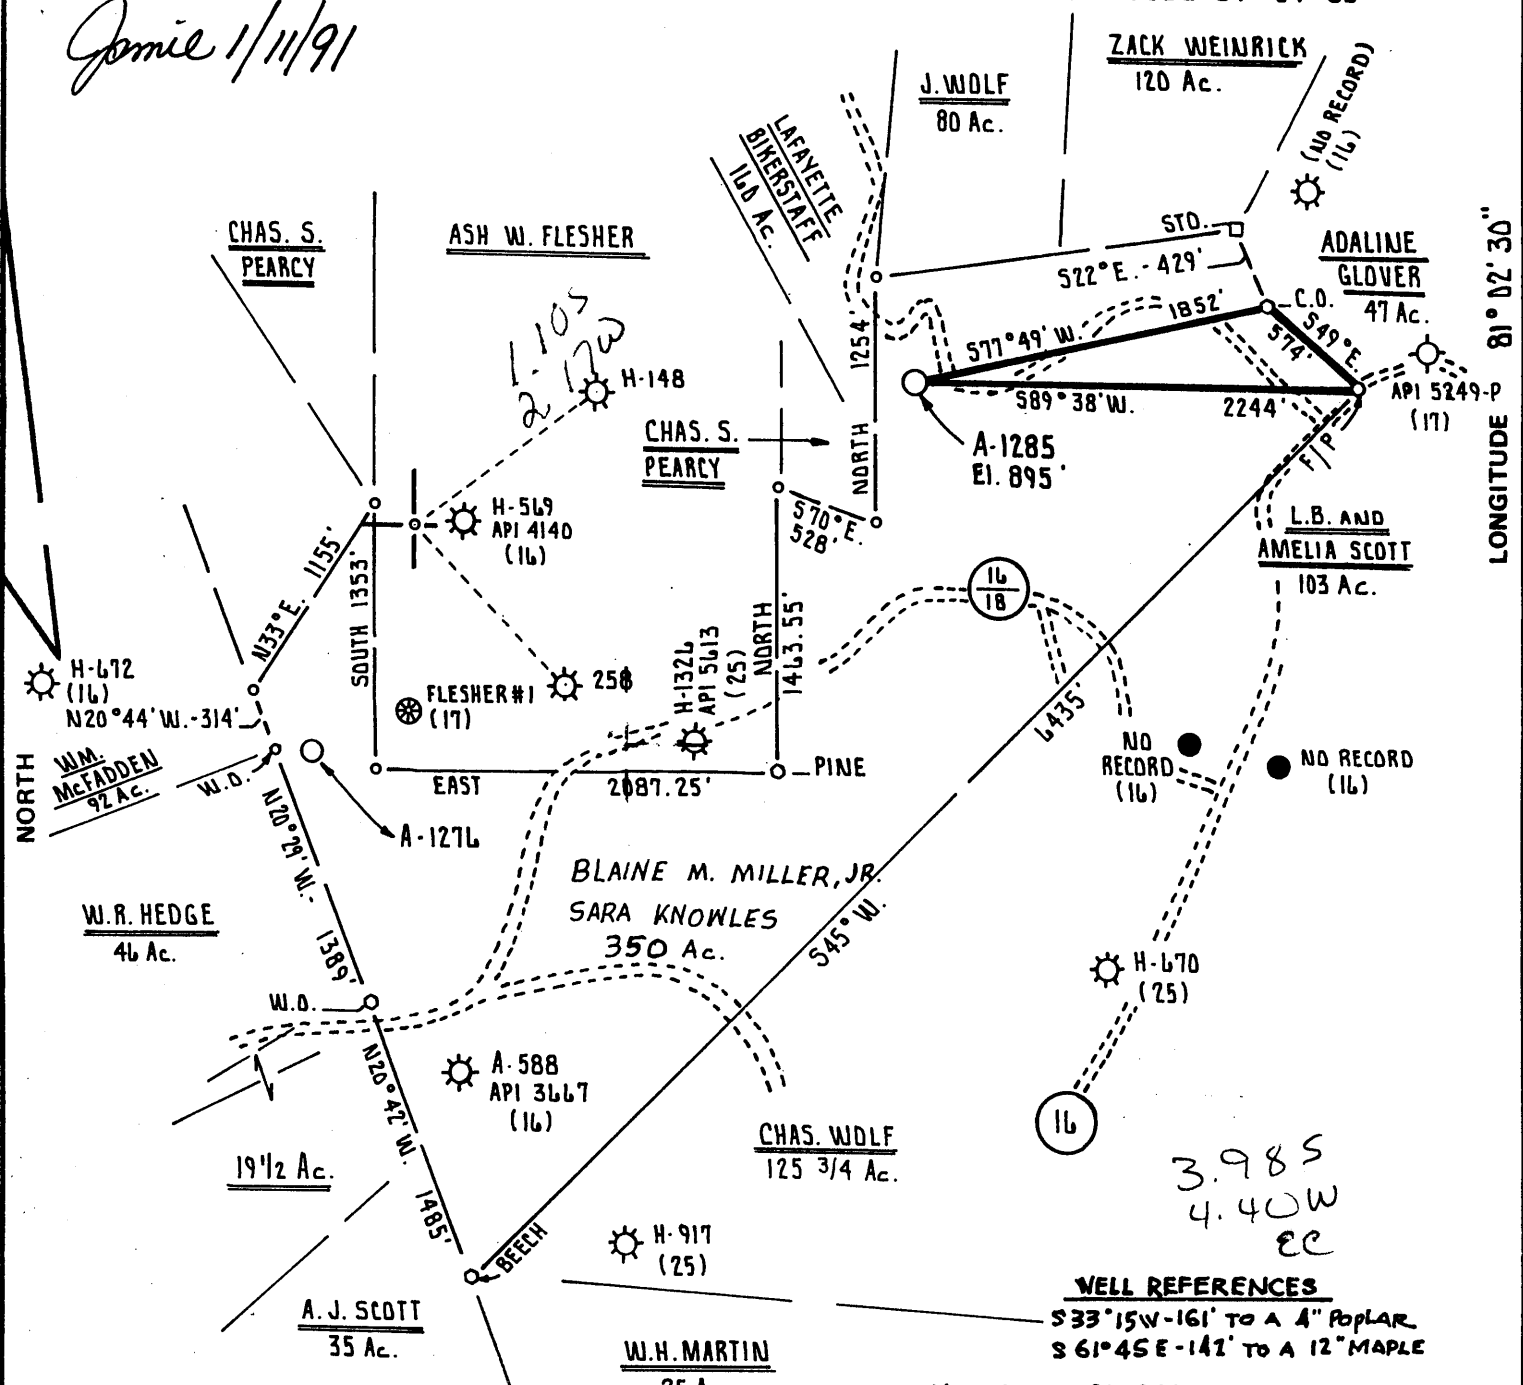 Jamie 1/11/91
ZACK WEINRICK
120 Ac.
J. WOLF
80 Ac.
(NO RECORD)
(16)
LAFAYETTE
BIKERSTAFF
160 Ac.
CHAS. S.
PEARCY
ASH W. FLESHER
STO.
S22°E.-429'
ADALINE
GLOVER
47 Ac.
LONGITUDE 81° 02' 30"
C.O.
S49°E.
574'
S77°49' W. 1852'
NORTH 1254'
1.10S
2.17W
H-148
API 5249-P
(17)
S89°38'W. 2244'
A-1285
El. 895'
CHAS. S.
PEARCY
F/P
H-569
API 4140
(16)
S70°E.
528'
L.B. AND
AMELIA SCOTT
103 Ac.
N33°E. 1155'
SOUTH 1353'
16
18
NORTH
1463.55'
H-1326
API 5613
(25)
H-672
(16)
N20°44' W.-314'
FLESHER #1
(17)
258
6435'
NORTH
WM.
McFADDEN
92 Ac.
W.O.
EAST 2087.25'
PINE
NO
RECORD
(16)
NO RECORD
(16)
A-1276
N20°29' W.- 1389'
BLAINE M. MILLER, JR.
SARA KNOWLES
350 Ac.
S45° W.
W.R. HEDGE
46 Ac.
W.O.
H-670
(25)
N20°42' W. 1485'
A-588
API 3667
(16)
19 1/2 Ac.
CHAS. WOLF
125 3/4 Ac.
16
3.98S
4.40W
EC
BEECH
H-917
(25)
WELL REFERENCES
S 33°15W-161' TO A 4" POPLAR
S 61°45E-142' TO A 12" MAPLE
A.J. SCOTT
35 Ac.
W.H. MARTIN